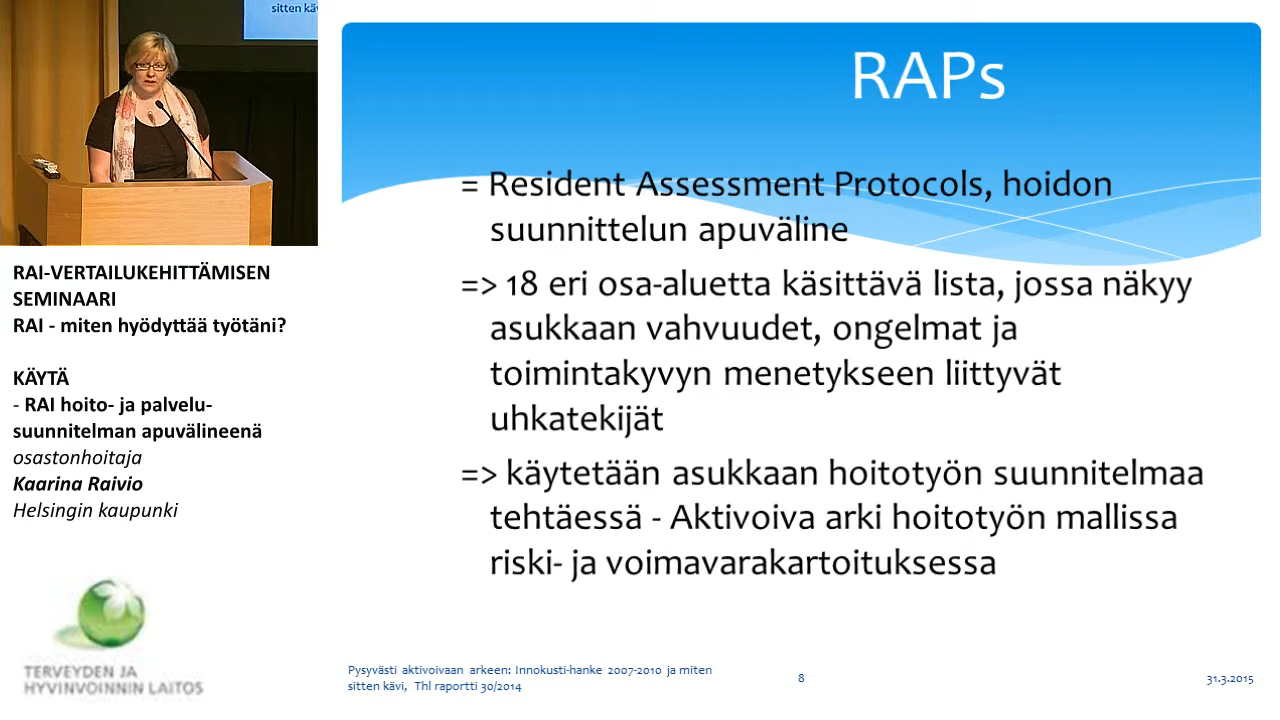 sitten käv
RAI-VERTAILUKEHITTÄMISEN
SEMINAARI
RAI - miten hyödyttää työtäni?
KÄYTÄ
- RAI hoito- ja palvelu-
suunnitelman apuvälineenä
osastonhoitaja
Kaarina Raivio
Helsingin kaupunki
TERVEYDEN JA
HYVINVOINNIN LAITOS
RAPs
= Resident Assessment Protocols, hoidon
suunnittelun apuväline
=> 18 eri osa-aluetta käsittävä lista, jossa näkyy
asukkaan vahvuudet, ongelmat ja
toimintakyvyn menetykseen liittyvät
uhkatekijät
=> käytetään asukkaan hoitotyön suunnitelmaa
tehtäessä - Aktivoiva arki hoitotyön mallissa
riski- ja voimavarakartoituksessa
Pysyvästi aktivoivaan arkeen: Innokusti-hanke 2007-2010 ja miten
sitten kävi, Thl raportti 30/2014
8
31.3.2015